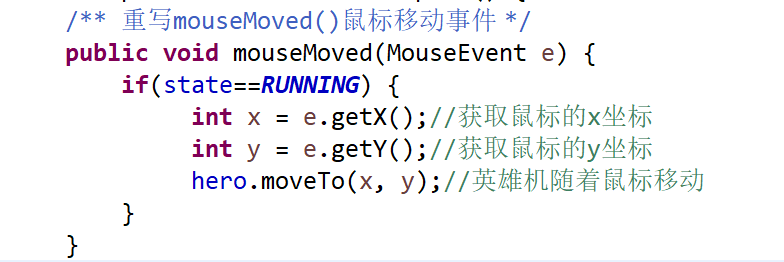 /** 重写mouseMoved()鼠标移动事件 */
public void mouseMoved(MouseEvent e) {
if(state==RUNNING) {
int x = e.getX();//获取鼠标的x坐标
int y = e.getY();//获取鼠标的y坐标
hero.moveTo(x, y);//英雄机随着鼠标移动
}
}